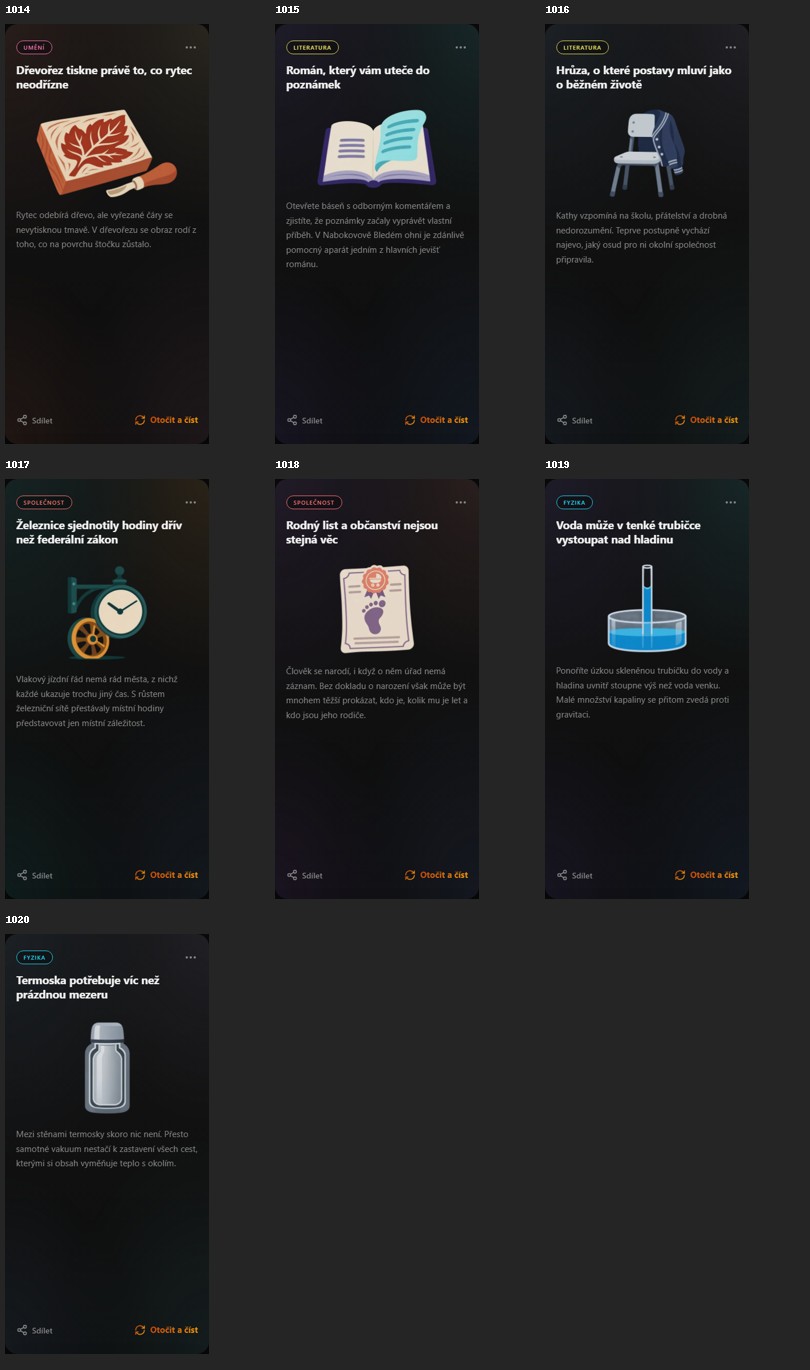 1014
UMĚNÍ
Dřevořez tiskne právě to, co rytec
neodřízne
Rytec odebírá dřevo, ale vyřezané čáry se
nevytisknou tmavě. V dřevořezu se obraz rodí z
toho, co na povrchu štočku zůstalo.
Sdílet
Otočit a číst
1015
LITERATURA
Román, který vám uteče do
poznámek
Otevřete báseň s odborným komentářem a
zjistíte, že poznámky začaly vyprávět vlastní
příběh. V Nabokovově Bledém ohni je zdánlivě
pomocný aparát jedním z hlavních jevišť
románu.
Sdílet
Otočit a číst
1016
LITERATURA
Hrůza, o které postavy mluví jako
o běžném životě
Kathy vzpomíná na školu, přátelství a drobná
nedorozumění. Teprve postupně vychází
najevo, jaký osud pro ni okolní společnost
připravila.
Sdílet
Otočit a číst
1017
SPOLEČNOST
Železnice sjednotily hodiny dřív
než federální zákon
Vlakový jízdní řád nemá rád města, z nichž
každé ukazuje trochu jiný čas. S růstem
železniční sítě přestávaly místní hodiny
představovat jen místní záležitost.
Sdílet
Otočit a číst
1018
SPOLEČNOST
Rodný list a občanství nejsou
stejná věc
Člověk se narodí, i když o něm úřad nemá
záznam. Bez dokladu o narození však může být
mnohem těžší prokázat, kdo je, kolik mu je let a
kdo jsou jeho rodiče.
Sdílet
Otočit a číst
1019
FYZIKA
Voda může v tenké trubičce
vystoupat nad hladinu
Ponoříte úzkou skleněnou trubičku do vody a
hladina uvnitř stoupne výš než voda venku.
Malé množství kapaliny se přitom zvedá proti
gravitaci.
Sdílet
Otočit a číst
1020
FYZIKA
Termoska potřebuje víc než
prázdnou mezeru
Mezi stěnami termosky skoro nic není. Přesto
samotné vakuum nestačí k zastavení všech cest,
kterými si obsah vyměňuje teplo s okolím.
Sdílet
Otočit a číst